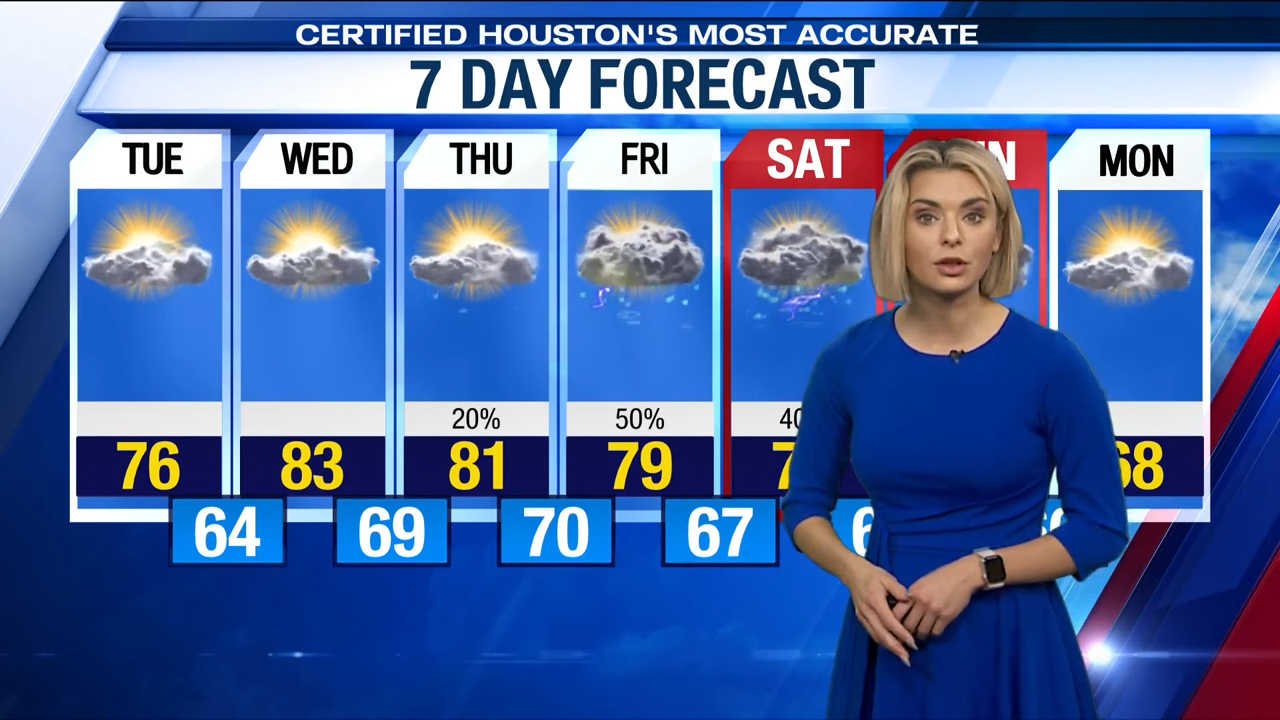 CERTIFIED HOUSTON'S MOST ACCURATE
7 DAY FORECAST
TUE WED THU FRI SAT MON
20% 50%
76 83 81 79
64 69 70 67